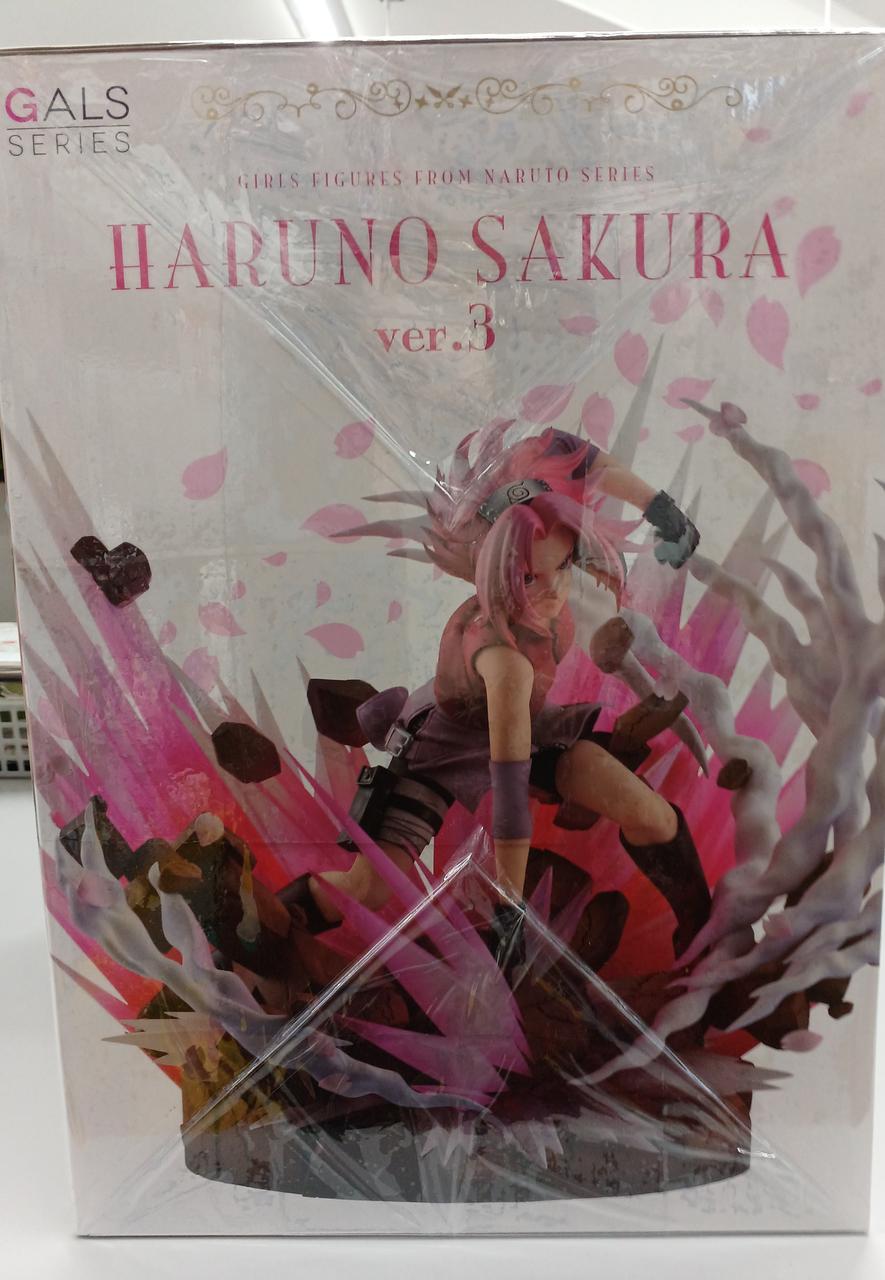 GALS
SERIES
GIRLS FIGURES FROM NARUTO SERIES
HARUNO SAKURA
ver.3